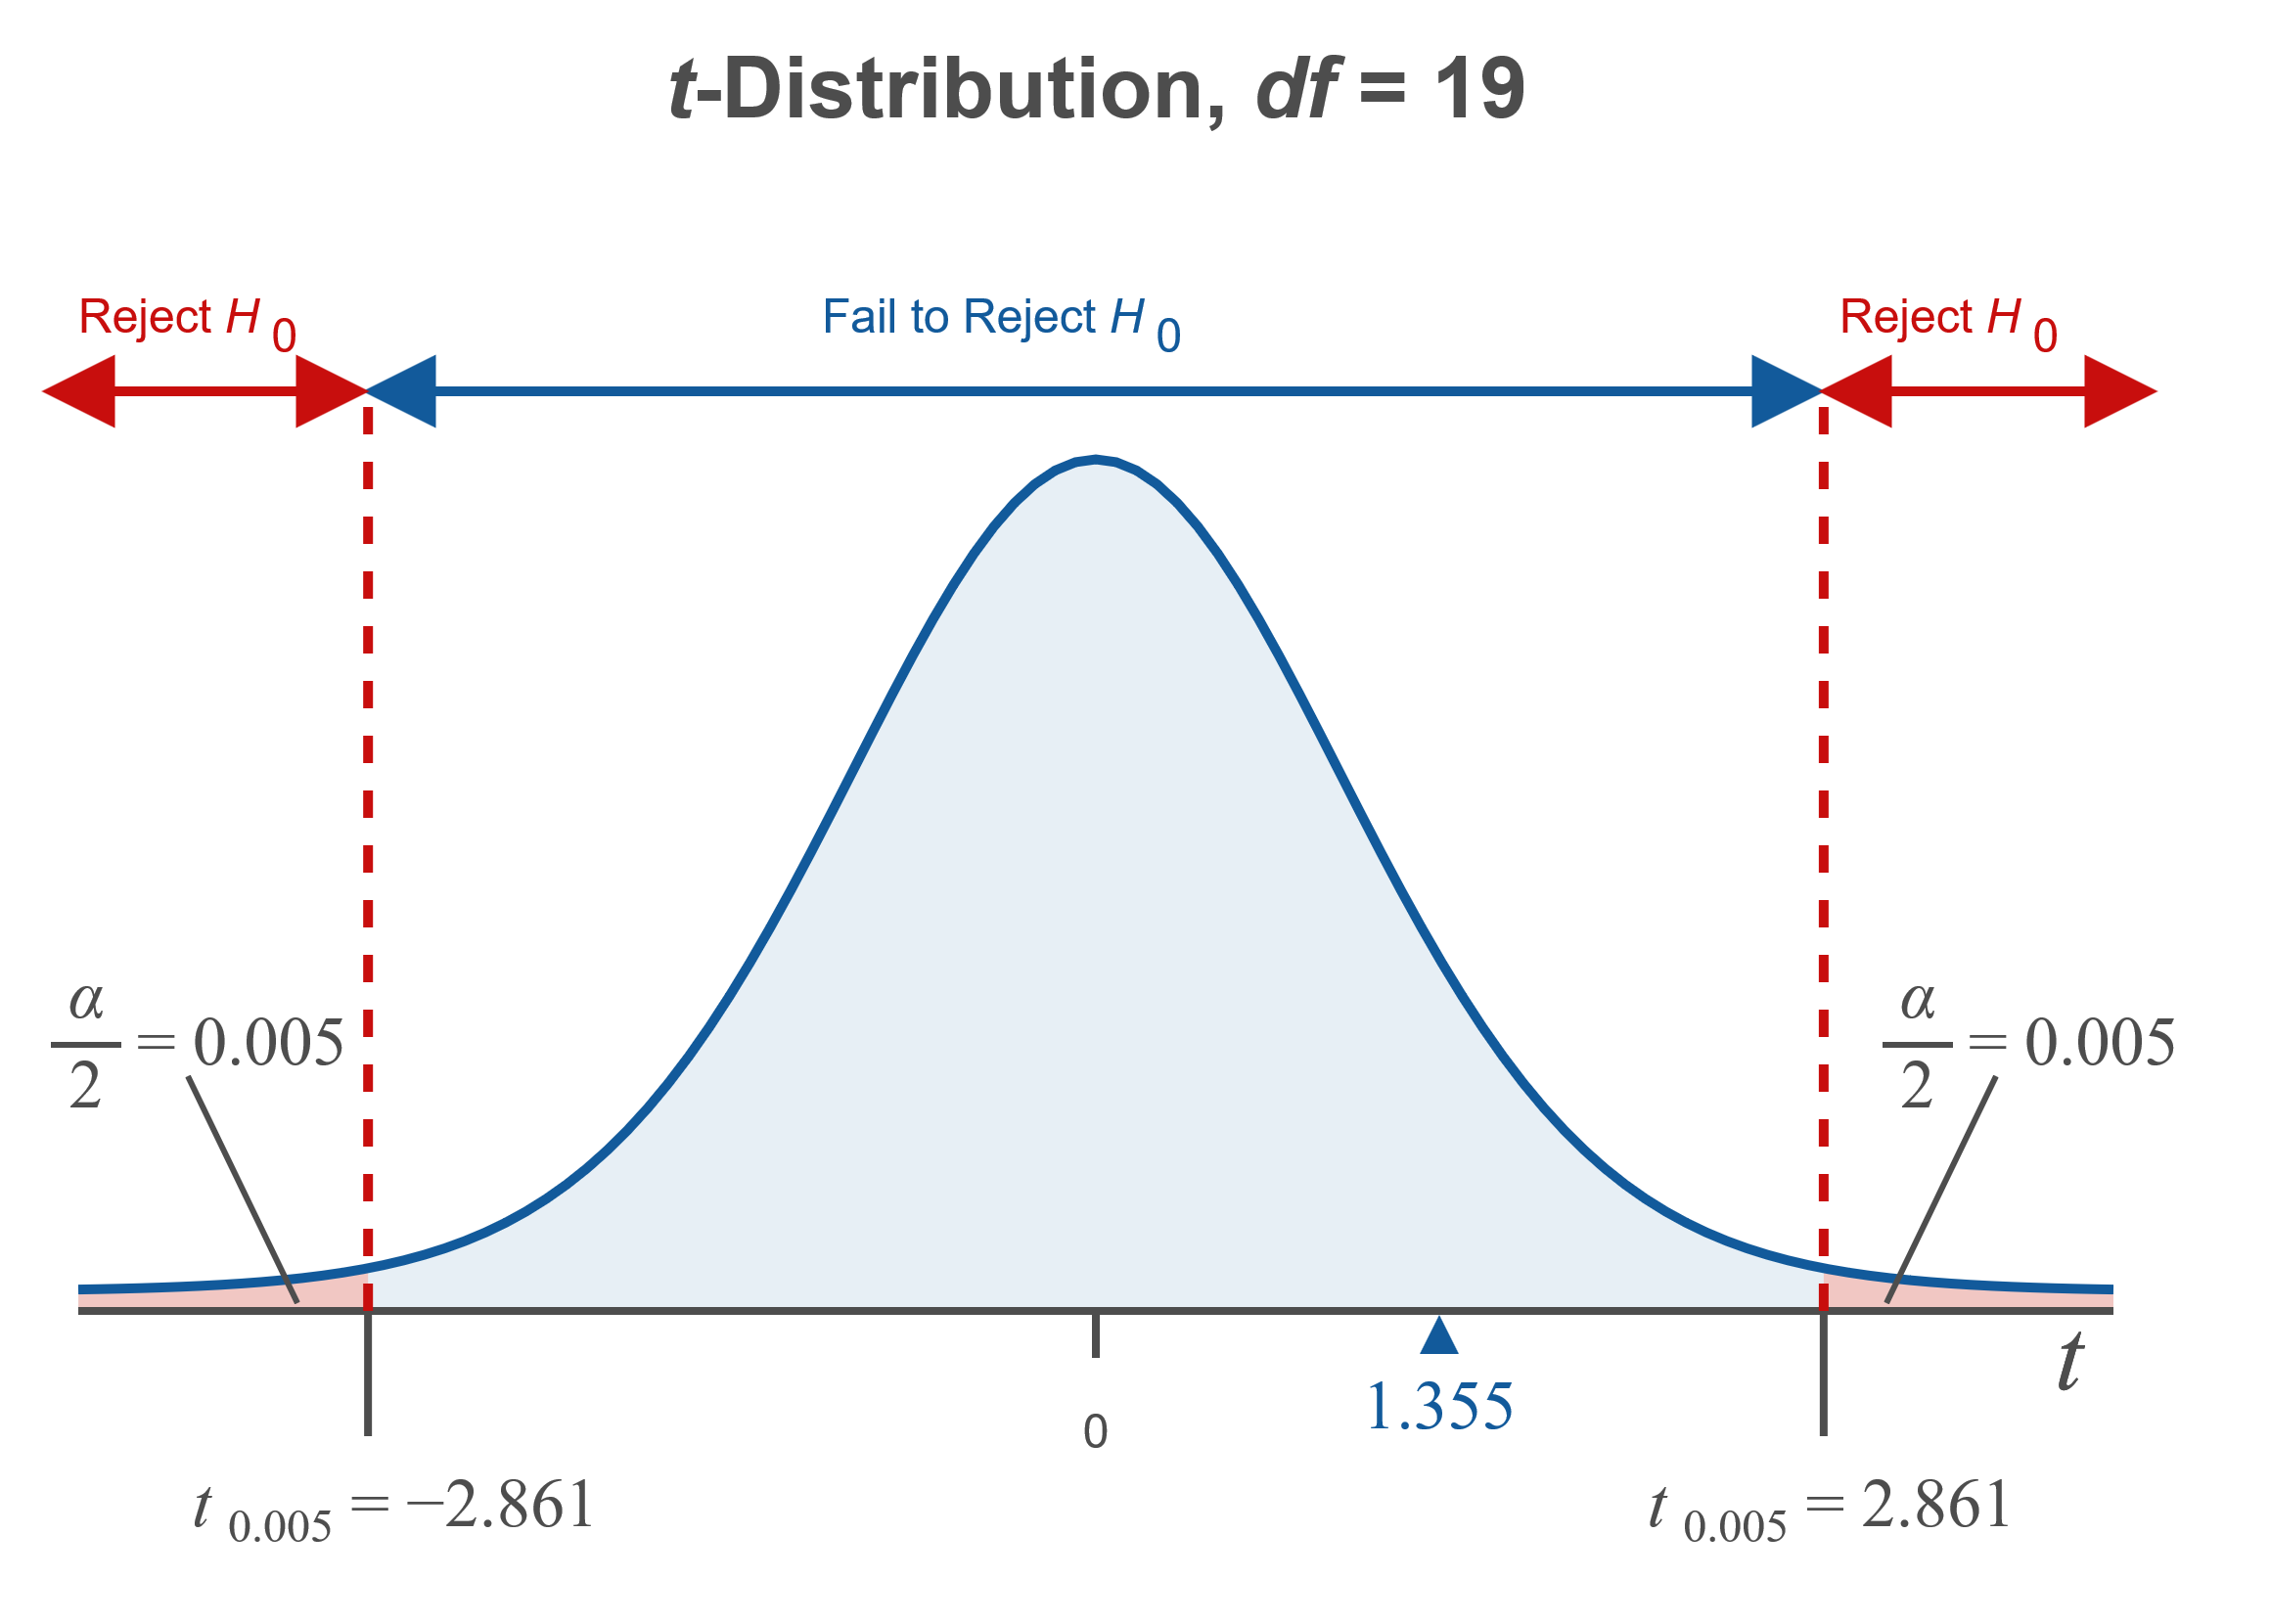 t-Distribution, df = 19
Reject H 0
Fail to Reject H 0
Reject H 0
α/2 = 0.005
α/2 = 0.005
t
0
1.355
t 0.005 = −2.861
t 0.005 = 2.861